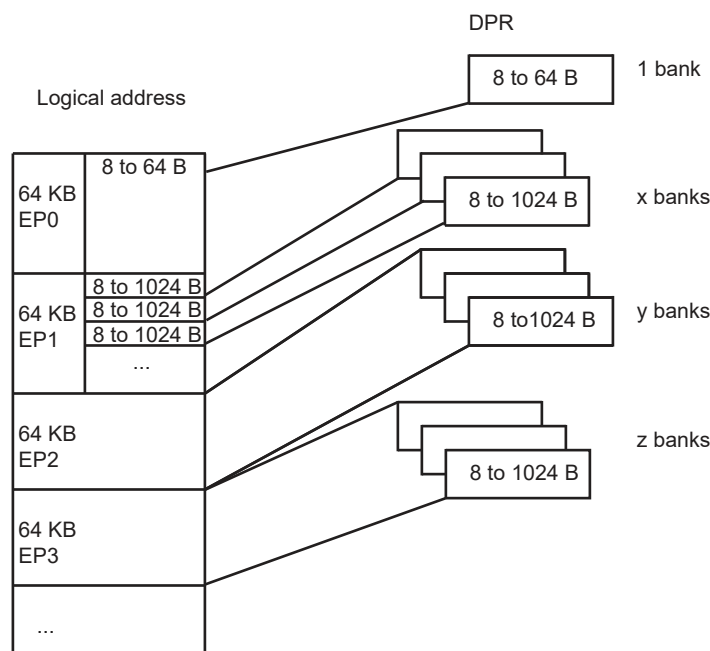 DPR
8 to 64 B
1 bank
Logical address
8 to 64 B
64 KB
EP0
8 to 1024 B
x banks
8 to 1024 B
8 to 1024 B
8 to 1024 B
...
64 KB
EP1
8 to1024 B
y banks
64 KB
EP2
8 to 1024 B
z banks
64 KB
EP3
...